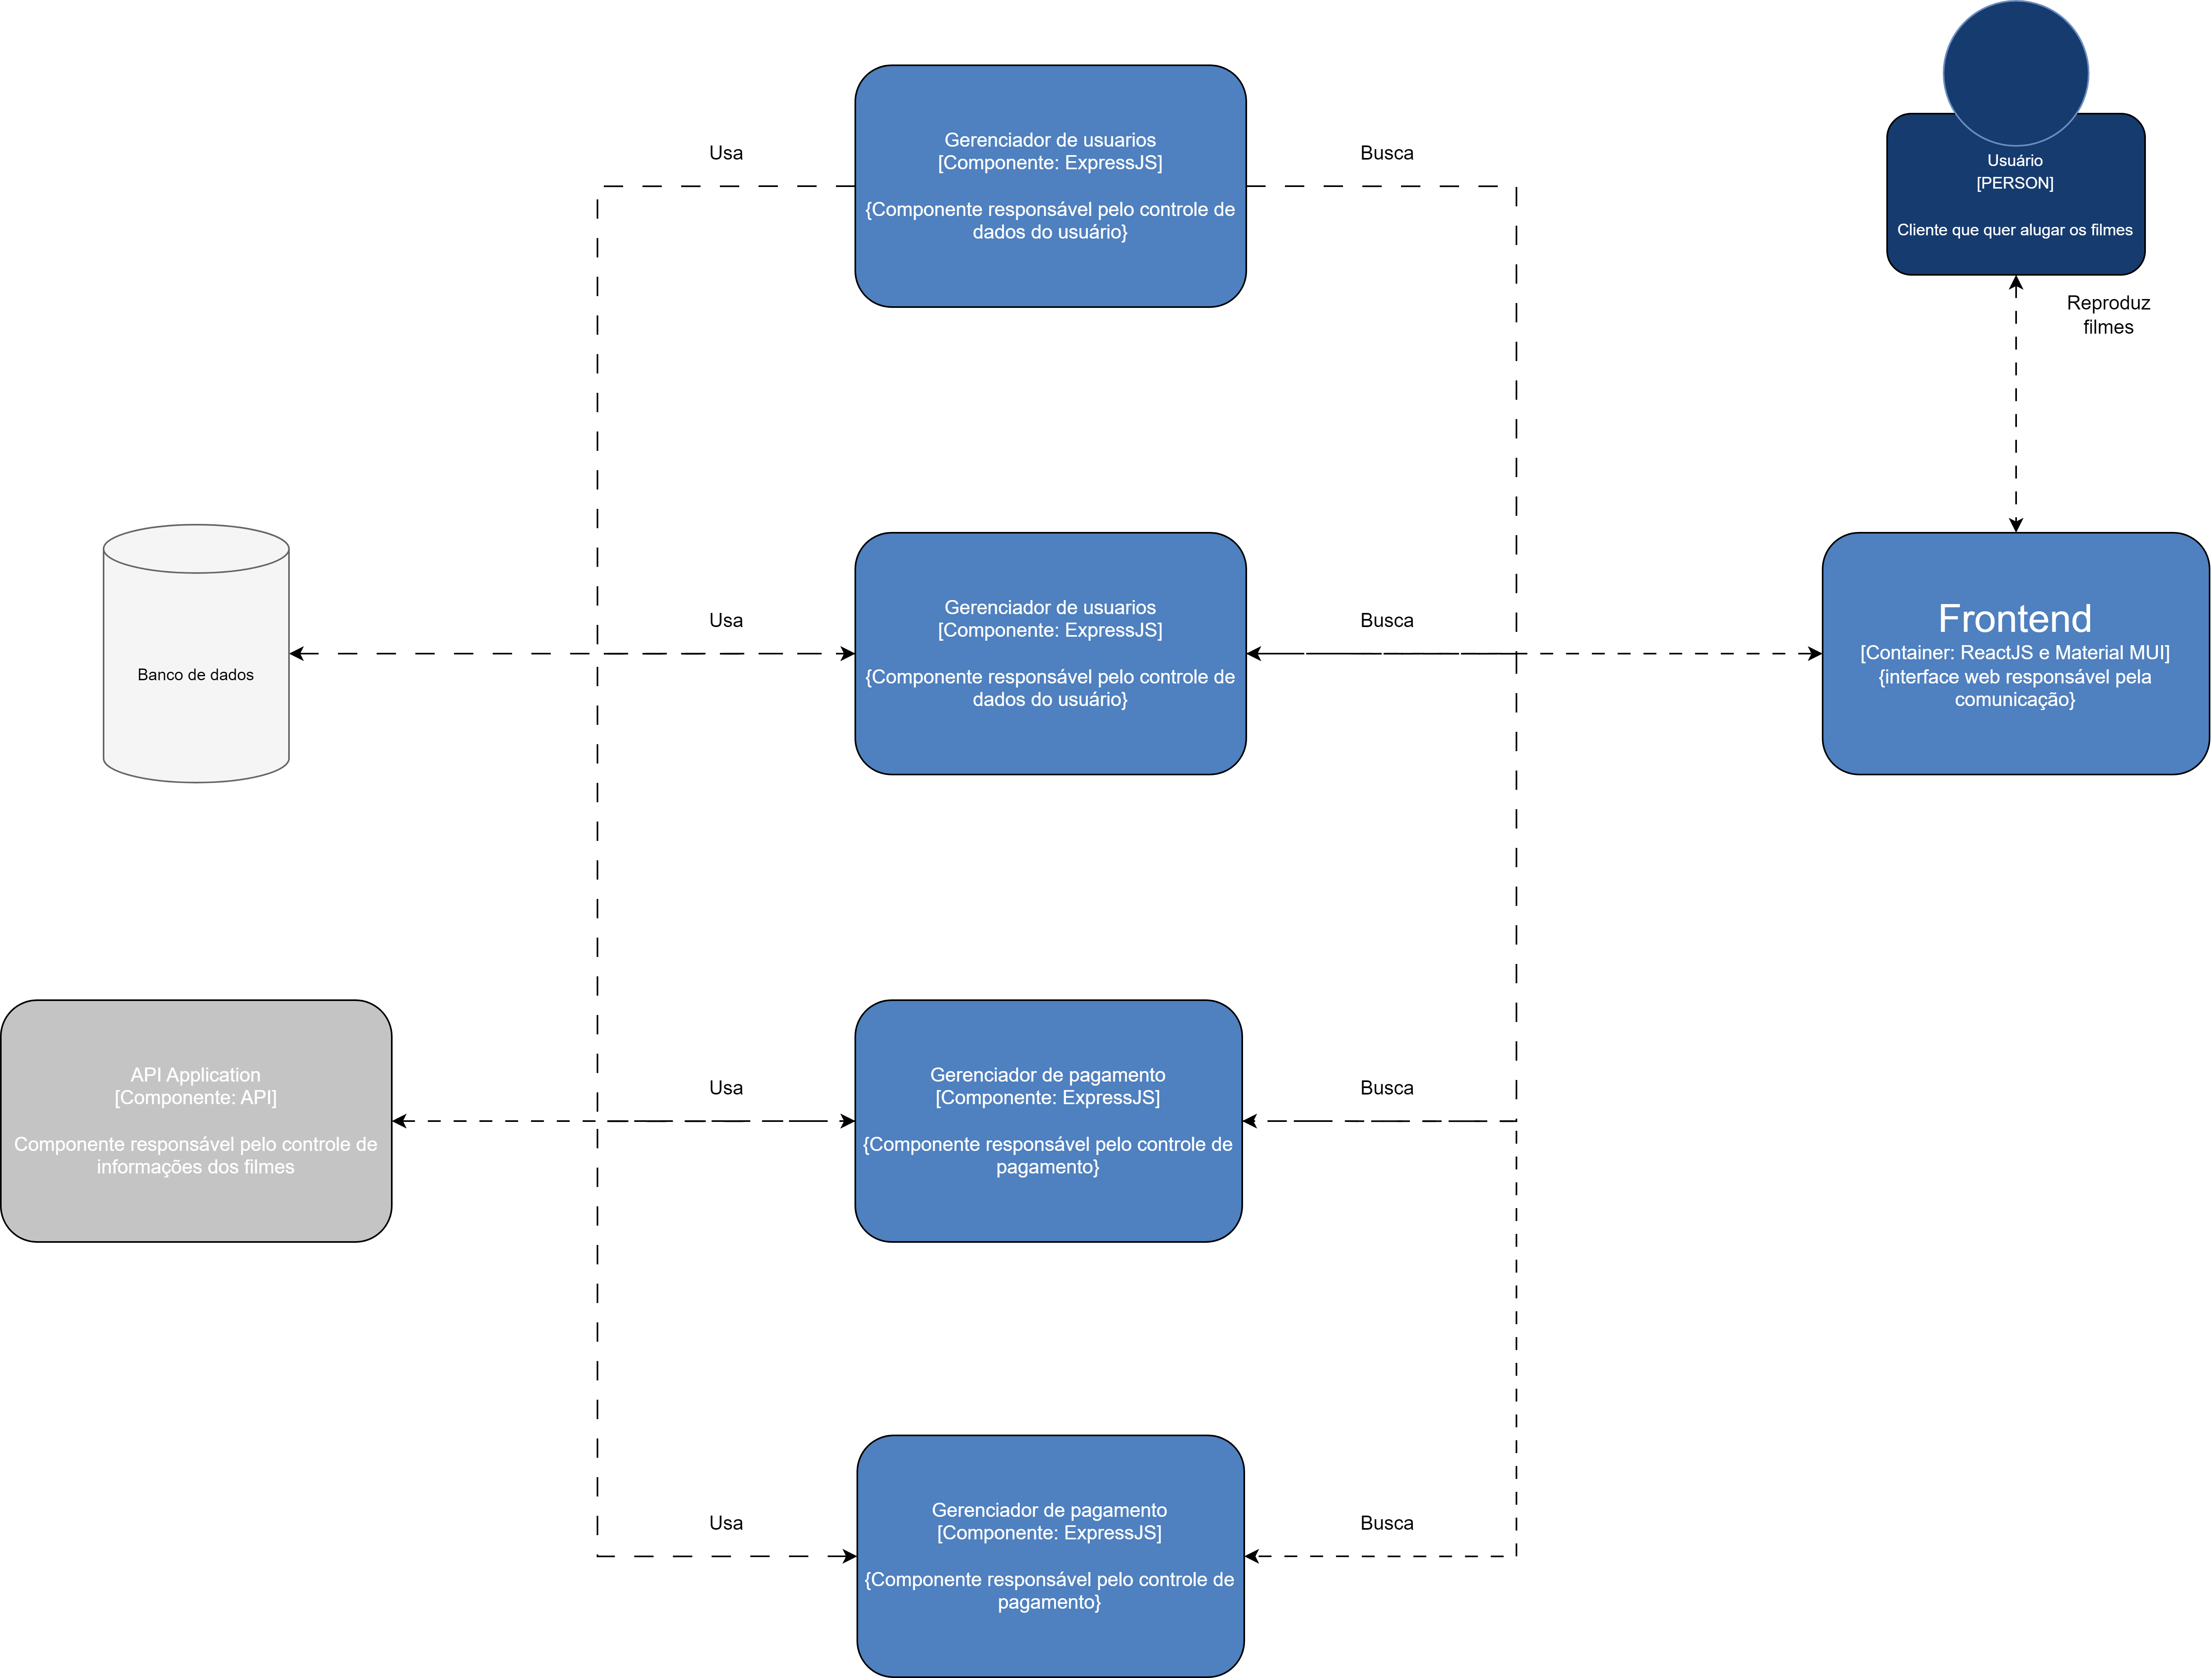 Usa
Gerenciador de usuarios
[Componente: ExpressJS]
{Componente responsável pelo controle de
dados do usuário}
Busca
Usuário
[PERSON]
Cliente que quer alugar os filmes
Reproduz
filmes
Banco de dados
Usa
Gerenciador de usuarios
[Componente: ExpressJS]
{Componente responsável pelo controle de
dados do usuário}
Busca
Frontend
[Container: ReactJS e Material MUI]
{interface web responsável pela
comunicação}
API Application
[Componente: API]
Componente responsável pelo controle de
informações dos filmes
Usa
Gerenciador de pagamento
[Componente: ExpressJS]
{Componente responsável pelo controle de
pagamento}
Busca
Usa
Gerenciador de pagamento
[Componente: ExpressJS]
{Componente responsável pelo controle de
pagamento}
Busca